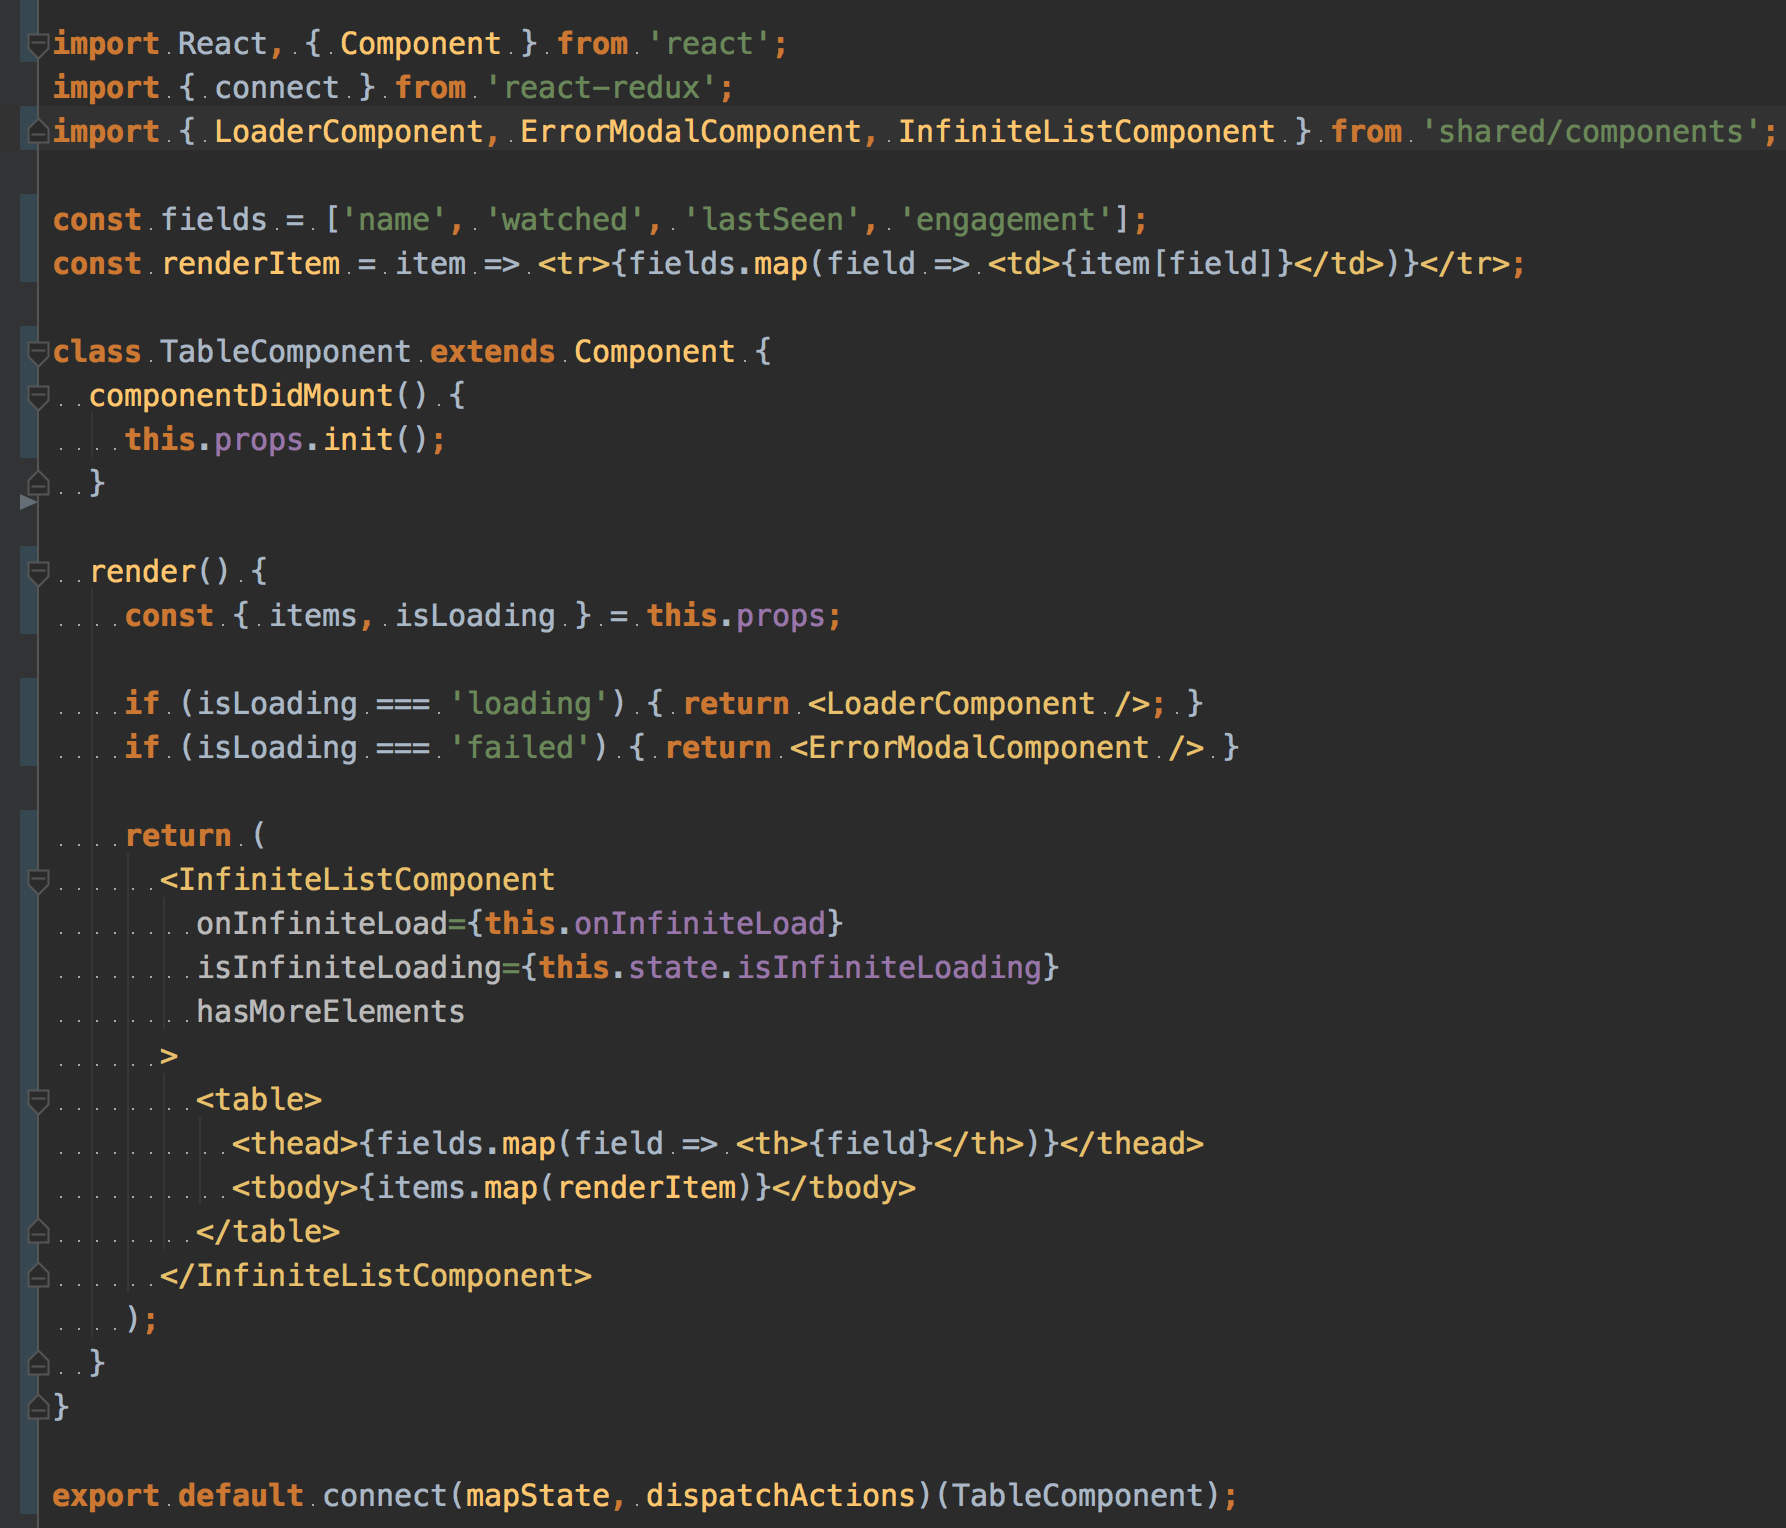 import React, { Component } from 'react';
import { connect } from 'react-redux';
import { LoaderComponent, ErrorModalComponent, InfiniteListComponent } from 'shared/components';

const fields = ['name', 'watched', 'lastSeen', 'engagement'];
const renderItem = item => <tr>{fields.map(field => <td>{item[field]}</td>)}</tr>;

class TableComponent extends Component {
  componentDidMount() {
    this.props.init();
  }

  render() {
    const { items, isLoading } = this.props;

    if (isLoading === 'loading') { return <LoaderComponent />; }
    if (isLoading === 'failed') { return <ErrorModalComponent /> }

    return (
      <InfiniteListComponent
        onInfiniteLoad={this.onInfiniteLoad}
        isInfiniteLoading={this.state.isInfiniteLoading}
        hasMoreElements
      >
        <table>
          <thead>{fields.map(field => <th>{field}</th>)}</thead>
          <tbody>{items.map(renderItem)}</tbody>
        </table>
      </InfiniteListComponent>
    );
  }
}

export default connect(mapState, dispatchActions)(TableComponent);